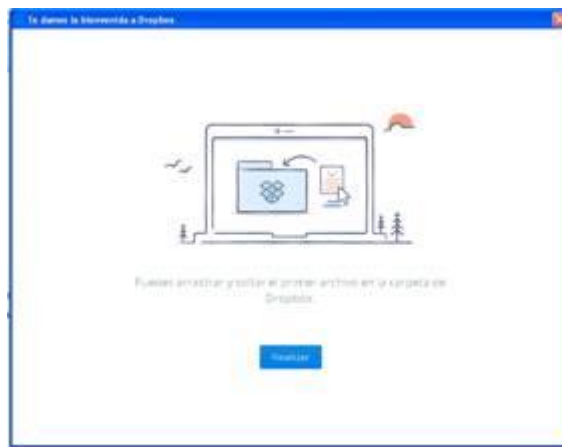 Te damos la bienvenida a Dropbox
Puedes arrastrar y soltar el primer archivo en la carpeta de
Dropbox.
Finalizar